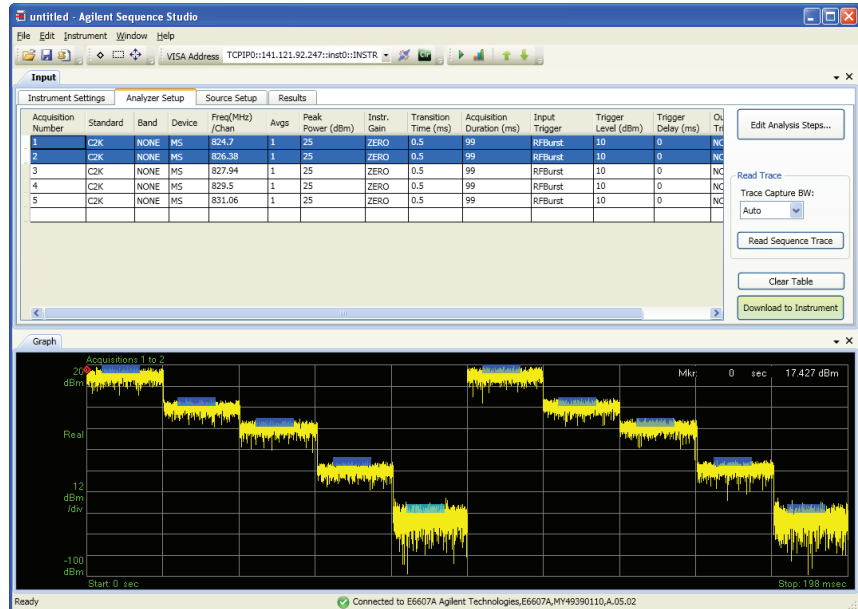 untitled - Agilent Sequence Studio
File Edit Instrument Window Help
VISA Address TCPIP0::141.121.92.247::inst0::INSTR
Input
Instrument Settings Analyzer Setup Source Setup Results
Acquisition Number Standard Band Device Freq(MHz) /Chan Avgs Peak Power (dBm) Instr. Gain Transition Time (ms) Acquisition Duration (ms) Input Trigger Trigger Level (dBm) Trigger Delay (ms) Ou Tri
1 C2K NONE MS 824.7 1 25 ZERO 0.5 99 RFBurst 10 0 NO
2 C2K NONE MS 826.38 1 25 ZERO 0.5 99 RFBurst 10 0 NO
3 C2K NONE MS 827.94 1 25 ZERO 0.5 99 RFBurst 10 0 NO
4 C2K NONE MS 829.5 1 25 ZERO 0.5 99 RFBurst 10 0 NO
5 C2K NONE MS 831.06 1 25 ZERO 0.5 99 RFBurst 10 0 NO
Edit Analysis Steps...
Read Trace
Trace Capture BW:
Auto
Read Sequence Trace
Clear Table
Download to Instrument
Graph
Acquisitions 1 to 2
20
dBm
Mkr: 0 sec 17.427 dBm
Real
12
dBm
/div
-100
dBm
Start: 0 sec
Stop: 198 msec
Ready
Connected to E6607A Agilent Technologies,E6607A,MY49390110,A.05.02